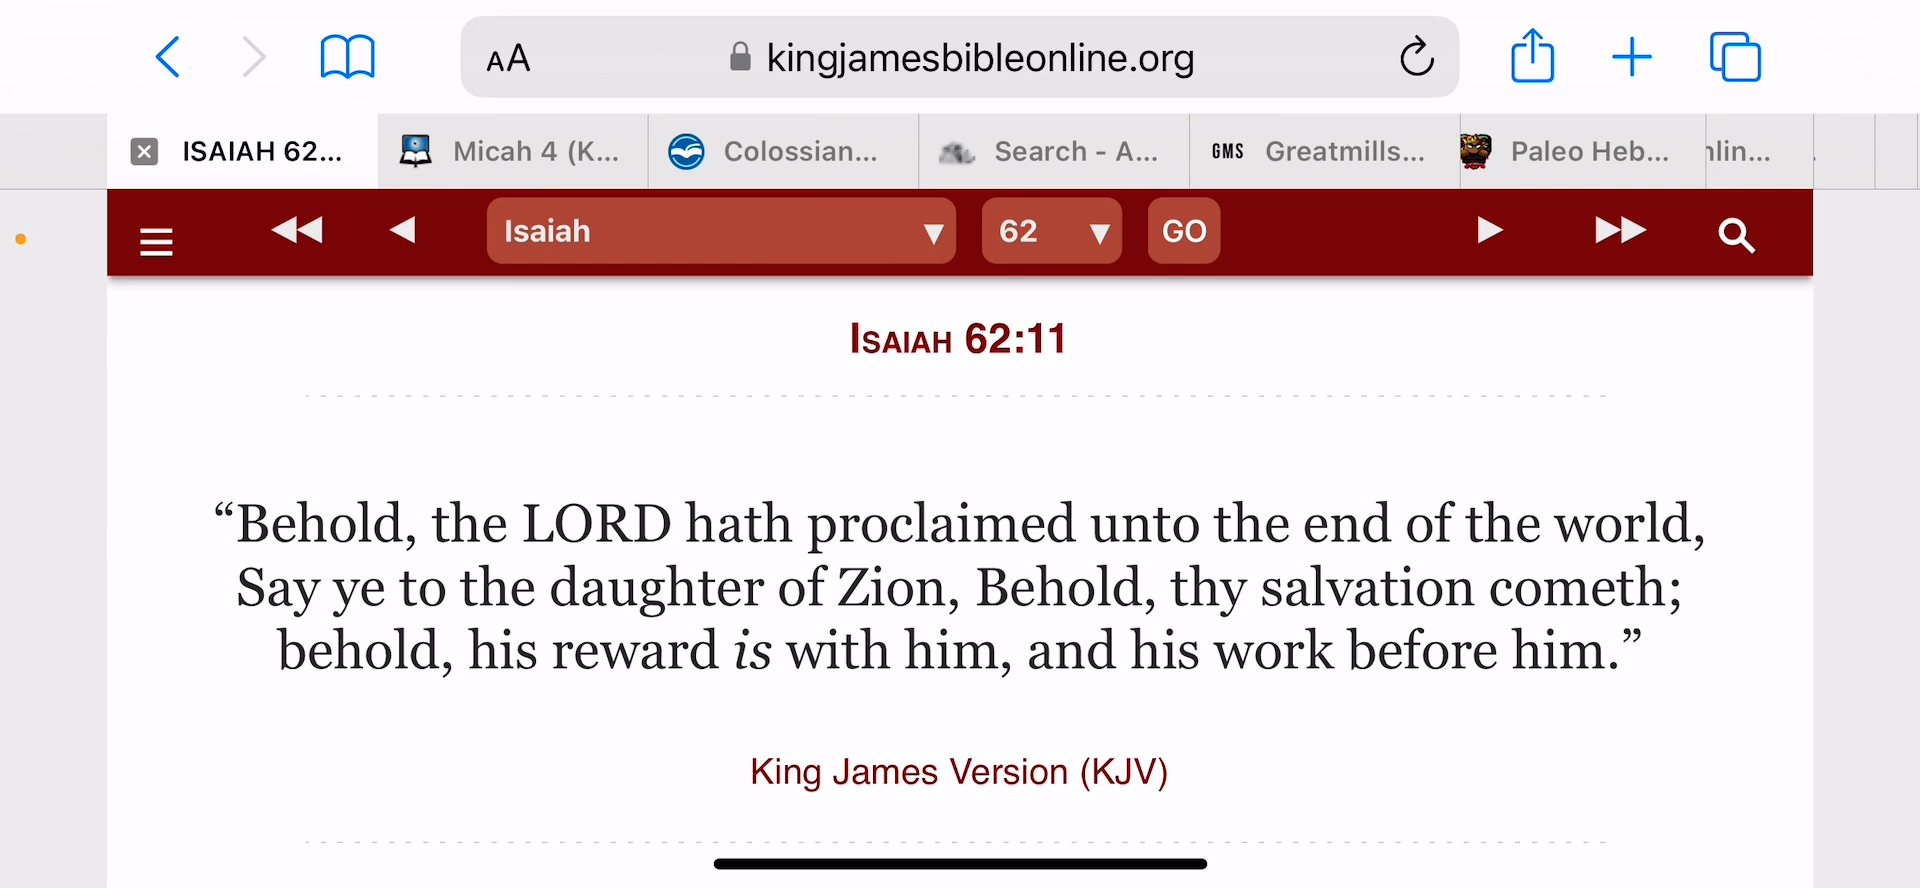 AA kingjamesbibleonline.org
ISAIAH 62... Micah 4 (K... Colossian... Search - A... GMS Greatmills... Paleo Heb... nlin...
Isaiah 62 GO
ISAIAH 62:11
“Behold, the LORD hath proclaimed unto the end of the world,
Say ye to the daughter of Zion, Behold, thy salvation cometh;
behold, his reward is with him, and his work before him.”
King James Version (KJV)